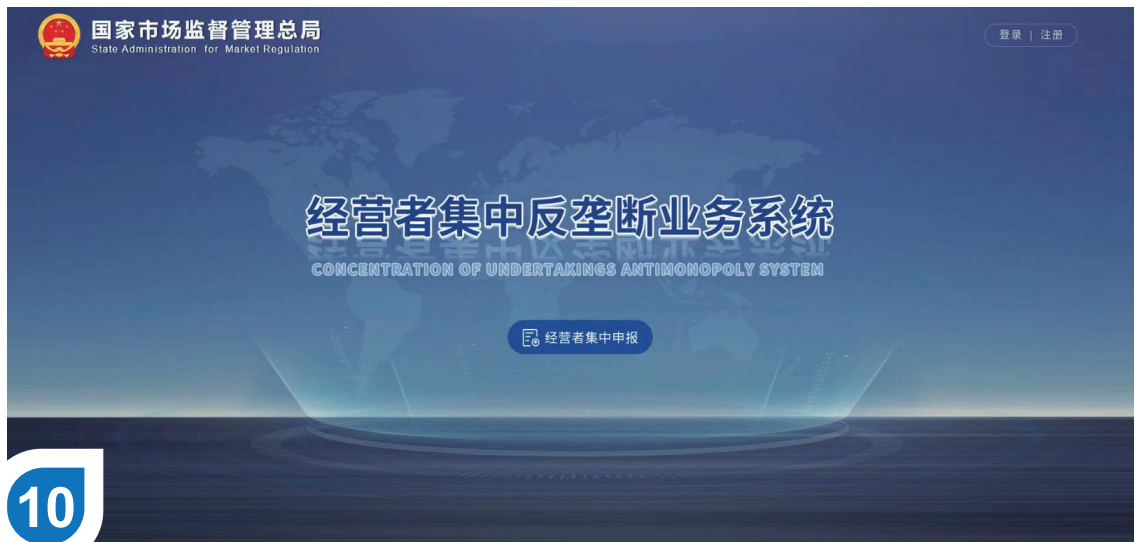 国家市场监督管理总局
State Administration for Market Regulation
登录 | 注册
经营者集中反垄断业务系统
CONCENTRATION OF UNDERTAKINGS ANTIMONOPOLY SYSTEM
经营者集中申报
10